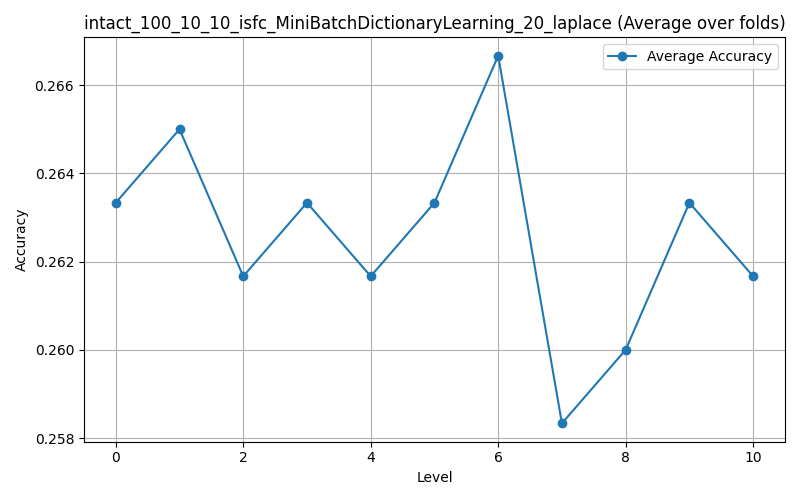 intact_100_10_10_isfc_MiniBatchDictionaryLearning_20_laplace (Average over folds)
Average Accuracy
0.266
0.264
0.262
0.260
0.258
Accuracy
0 2 4 6 8 10
Level